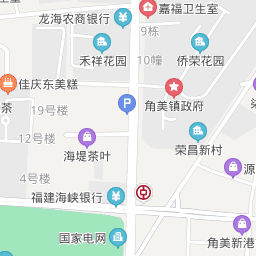 嘉福卫生室
龙海农商银行
9栋
禾祥花园
侨荣花园
10幢
佳庆东美糕
角美镇政府
茶
19号楼
P
12号楼
海堤茶叶
荣昌新村
源
4号楼
福建海峡银行
角美新港
国家电网